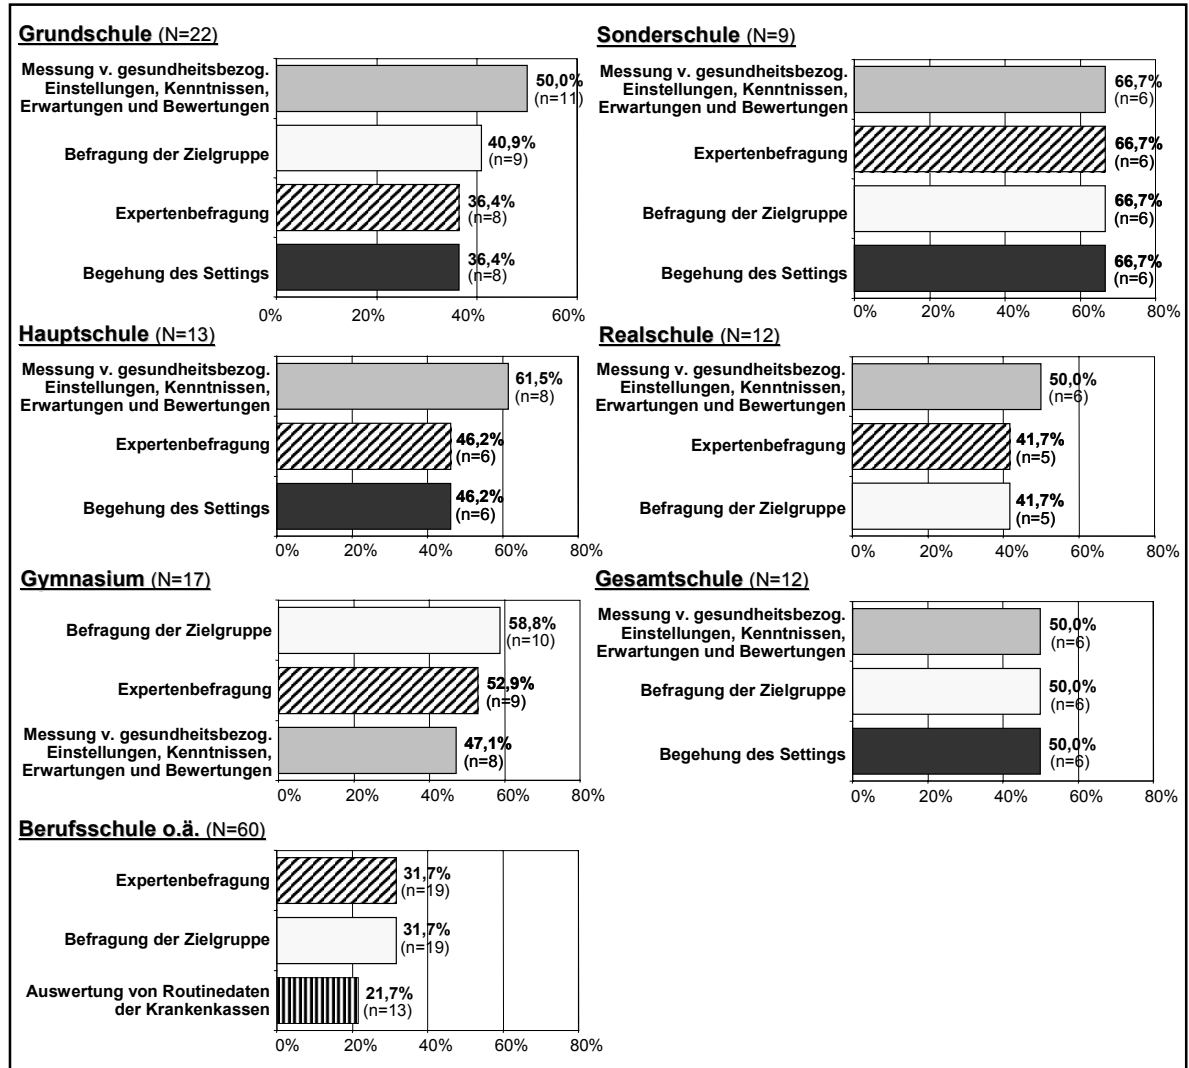 Grundschule (N=22)
Messung v. gesundheitsbezog.
Einstellungen, Kenntnissen,
Erwartungen und Bewertungen
50,0%
(n=11)
Befragung der Zielgruppe
40,9%
(n=9)
Expertenbefragung
36,4%
(n=8)
Begehung des Settings
36,4%
(n=8)
0% 20% 40% 60%
Sonderschule (N=9)
Messung v. gesundheitsbezog.
Einstellungen, Kenntnissen,
Erwartungen und Bewertungen
66,7%
(n=6)
Expertenbefragung
66,7%
(n=6)
Befragung der Zielgruppe
66,7%
(n=6)
Begehung des Settings
66,7%
(n=6)
0% 20% 40% 60% 80%
Hauptschule (N=13)
Messung v. gesundheitsbezog.
Einstellungen, Kenntnissen,
Erwartungen und Bewertungen
61,5%
(n=8)
Expertenbefragung
46,2%
(n=6)
Begehung des Settings
46,2%
(n=6)
0% 20% 40% 60% 80%
Realschule (N=12)
Messung v. gesundheitsbezog.
Einstellungen, Kenntnissen,
Erwartungen und Bewertungen
50,0%
(n=6)
Expertenbefragung
41,7%
(n=5)
Befragung der Zielgruppe
41,7%
(n=5)
0% 20% 40% 60% 80%
Gymnasium (N=17)
Befragung der Zielgruppe
58,8%
(n=10)
Expertenbefragung
52,9%
(n=9)
Messung v. gesundheitsbezog.
Einstellungen, Kenntnissen,
Erwartungen und Bewertungen
47,1%
(n=8)
0% 20% 40% 60% 80%
Gesamtschule (N=12)
Messung v. gesundheitsbezog.
Einstellungen, Kenntnissen,
Erwartungen und Bewertungen
50,0%
(n=6)
Befragung der Zielgruppe
50,0%
(n=6)
Begehung des Settings
50,0%
(n=6)
0% 20% 40% 60% 80%
Berufsschule o.ä. (N=60)
Expertenbefragung
31,7%
(n=19)
Befragung der Zielgruppe
31,7%
(n=19)
Auswertung von Routinedaten
der Krankenkassen
21,7%
(n=13)
0% 20% 40% 60% 80%